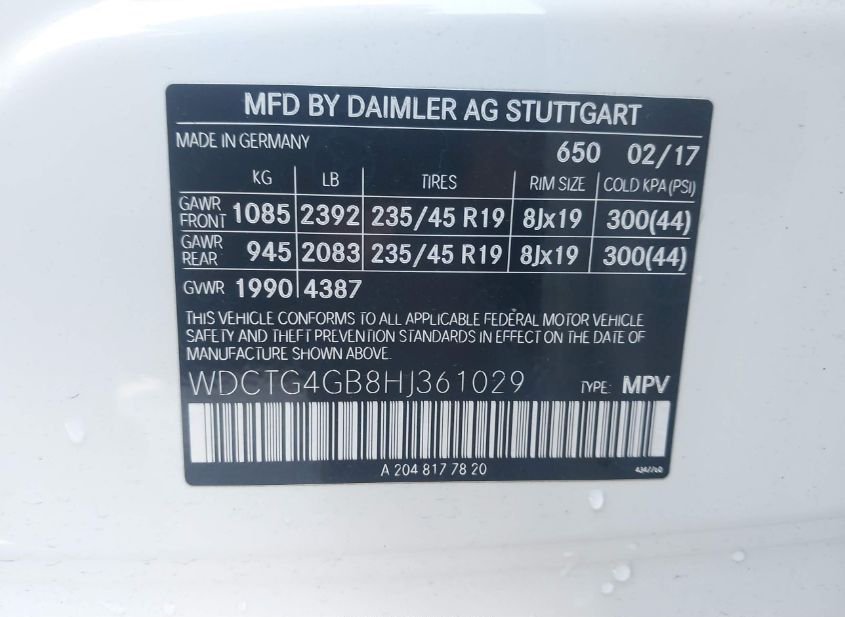 MFD BY DAIMLER AG STUTTGART
MADE IN GERMANY 650 02/17
KG LB TIRES RIM SIZE COLD KPA (PSI)
GAWR FRONT 1085 2392 235/45 R19 8Jx19 300(44)
GAWR REAR 945 2083 235/45 R19 8Jx19 300(44)
GVWR 1990 4387
THIS VEHICLE CONFORMS TO ALL APPLICABLE FEDERAL MOTOR VEHICLE
SAFETY AND THEFT PREVENTION STANDARDS IN EFFECT ON THE DATE OF
MANUFACTURE SHOWN ABOVE.
WDCTG4GB8HJ361029 TYPE: MPV
A 204 817 78 20